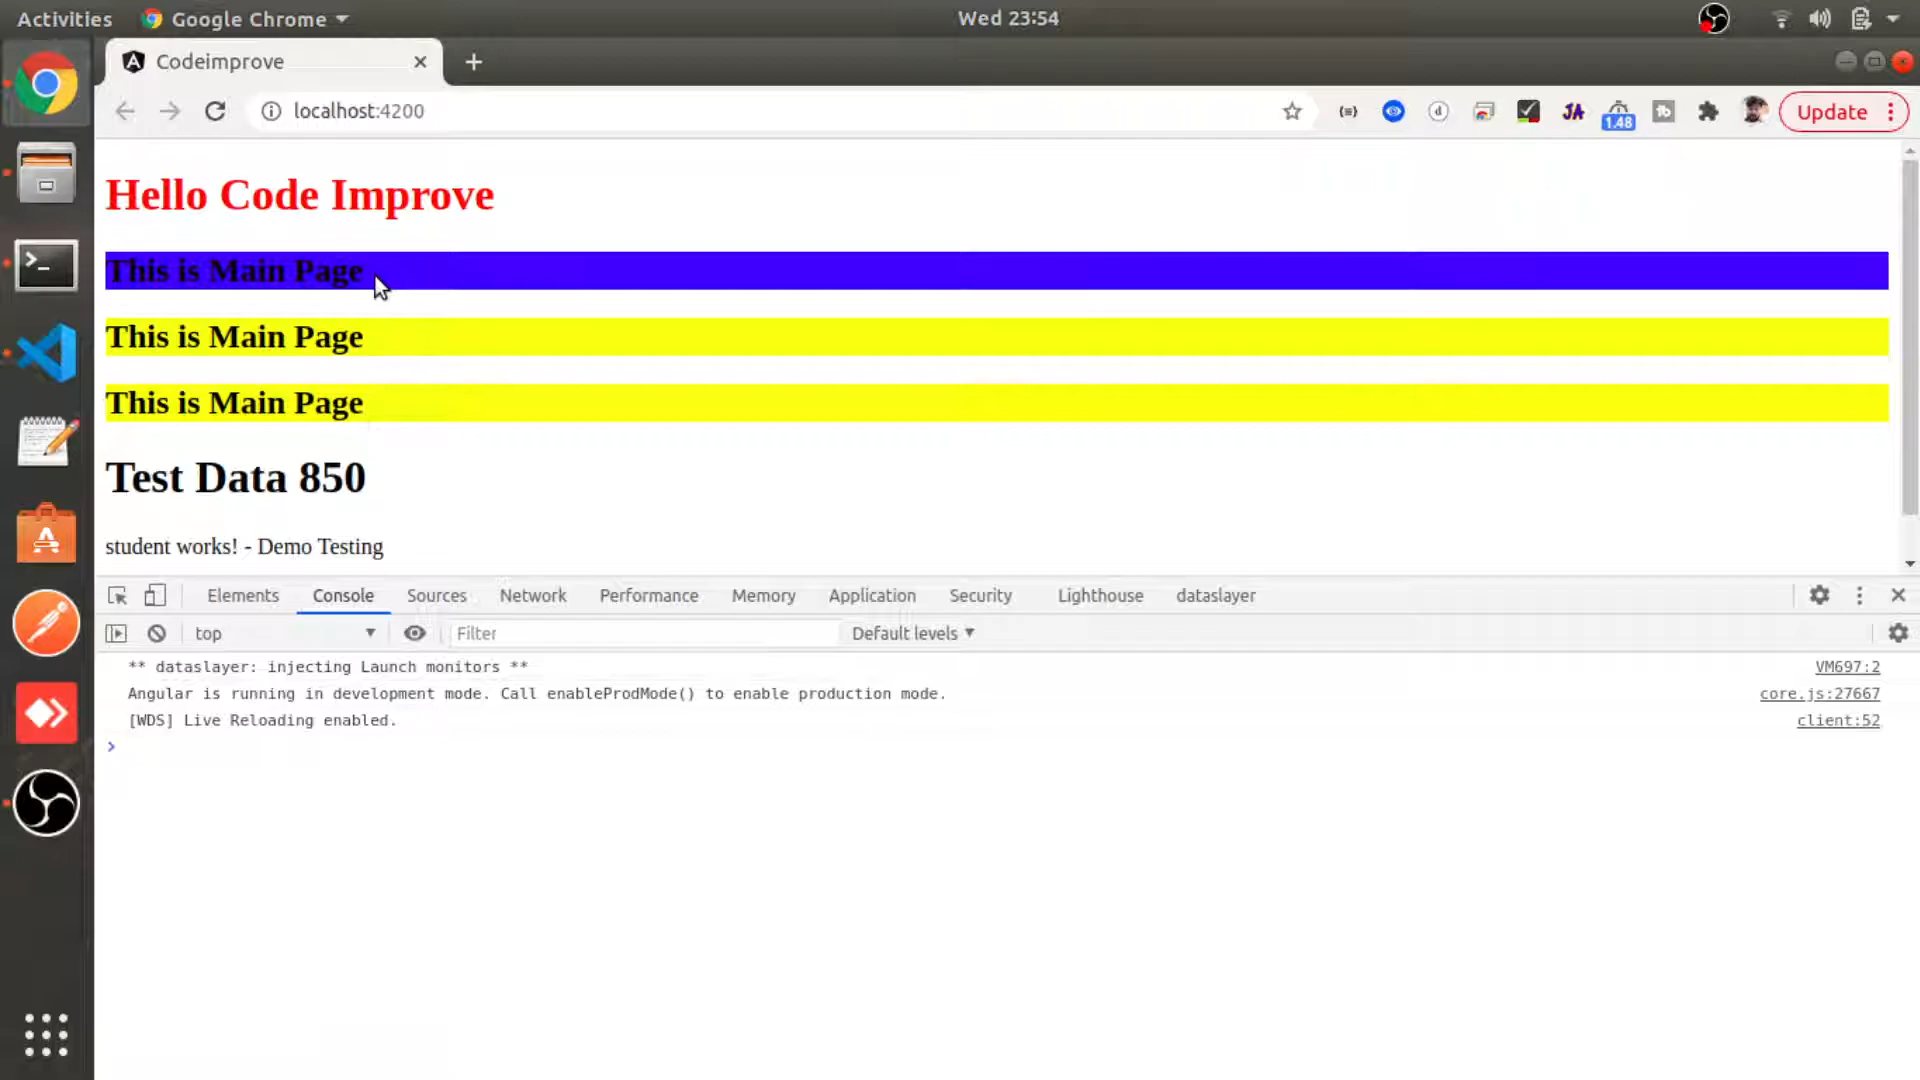 Activities Google Chrome Wed 23:54
Codeimprove
localhost:4200 1.48 Update
Hello Code Improve
This is Main Page
This is Main Page
This is Main Page
Test Data 850
student works! - Demo Testing
Elements Console Sources Network Performance Memory Application Security Lighthouse dataslayer
top Filter Default levels
** dataslayer: injecting Launch monitors ** VM697:2
Angular is running in development mode. Call enableProdMode() to enable production mode. core.js:27667
[WDS] Live Reloading enabled. client:52